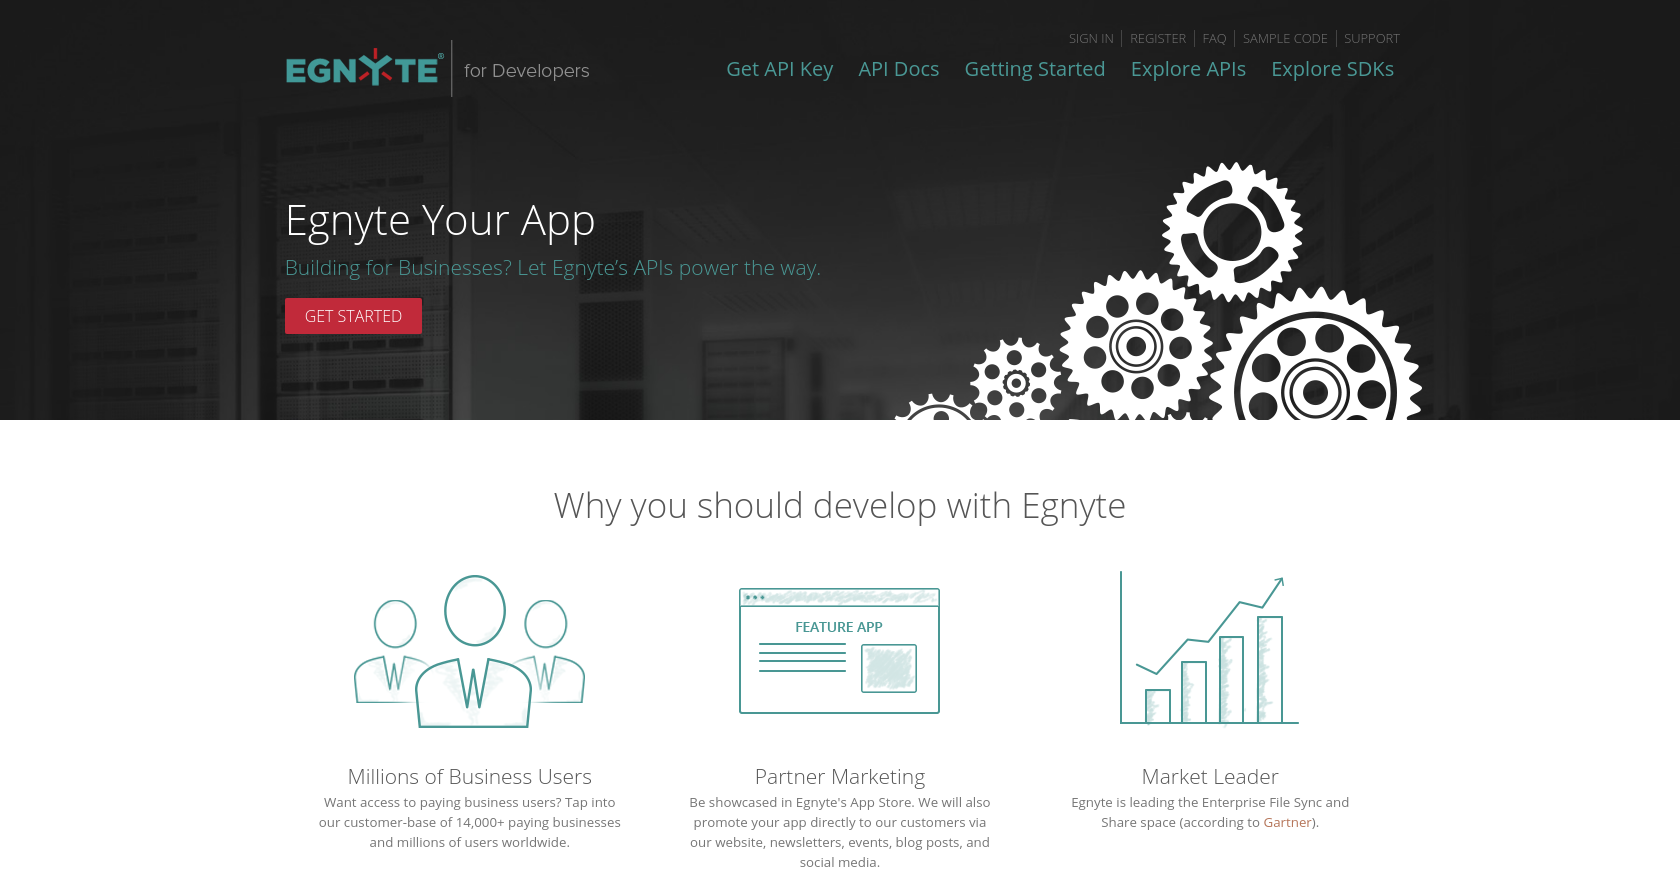 SIGN IN REGISTER FAQ SAMPLE CODE SUPPORT
EGNYTE® for Developers
Get API Key API Docs Getting Started Explore APIs Explore SDKs
Egnyte Your App
Building for Businesses? Let Egnyte’s APIs power the way.
GET STARTED
Why you should develop with Egnyte
FEATURE APP
Millions of Business Users
Want access to paying business users? Tap into
our customer-base of 14,000+ paying businesses
and millions of users worldwide.
Partner Marketing
Be showcased in Egnyte's App Store. We will also
promote your app directly to our customers via
our website, newsletters, events, blog posts, and
social media.
Market Leader
Egnyte is leading the Enterprise File Sync and
Share space (according to Gartner).